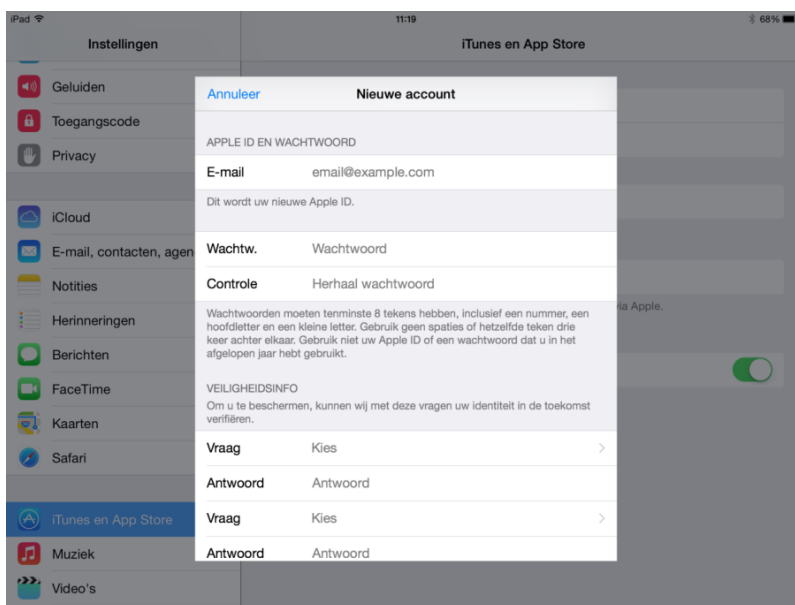 iPad 11:19 68%
Instellingen iTunes en App Store
Geluiden
Toegangscode
Privacy
iCloud
E-mail, contacten, agen
Notities
Herinneringen
Berichten
FaceTime
Kaarten
Safari
iTunes en App Store
Muziek
Video's
Annuleer Nieuwe account
APPLE ID EN WACHTWOORD
E-mail email@example.com
Dit wordt uw nieuwe Apple ID.
Wachtw. Wachtwoord
Controle Herhaal wachtwoord
Wachtwoorden moeten tenminste 8 tekens hebben, inclusief een nummer, een
hoofdletter en een kleine letter. Gebruik geen spaties of hetzelfde teken drie
keer achter elkaar. Gebruik niet uw Apple ID of een wachtwoord dat u in het
afgelopen jaar hebt gebruikt.
VEILIGHEIDSINFO
Om u te beschermen, kunnen wij met deze vragen uw identiteit in de toekomst
verifiëren.
Vraag Kies
Antwoord Antwoord
Vraag Kies
Antwoord Antwoord
via Apple.